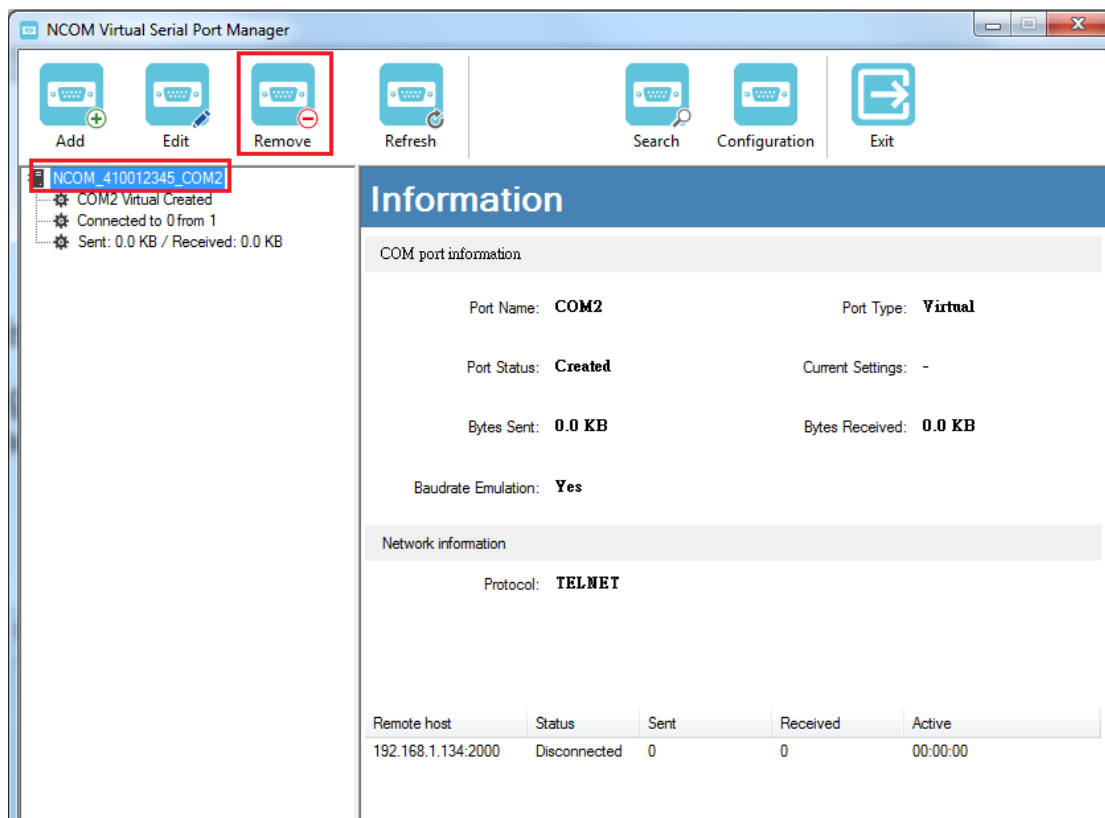 NCOM Virtual Serial Port Manager
Add Edit Remove Refresh Search Configuration Exit
NCOM_410012345_COM2
COM2 Virtual Created
Connected to 0 from 1
Sent: 0.0 KB / Received: 0.0 KB
Information
COM port information
Port Name: COM2 Port Type: Virtual
Port Status: Created Current Settings: -
Bytes Sent: 0.0 KB Bytes Received: 0.0 KB
Baudrate Emulation: Yes
Network information
Protocol: TELNET
Remote host Status Sent Received Active
192.168.1.134:2000 Disconnected 0 0 00:00:00